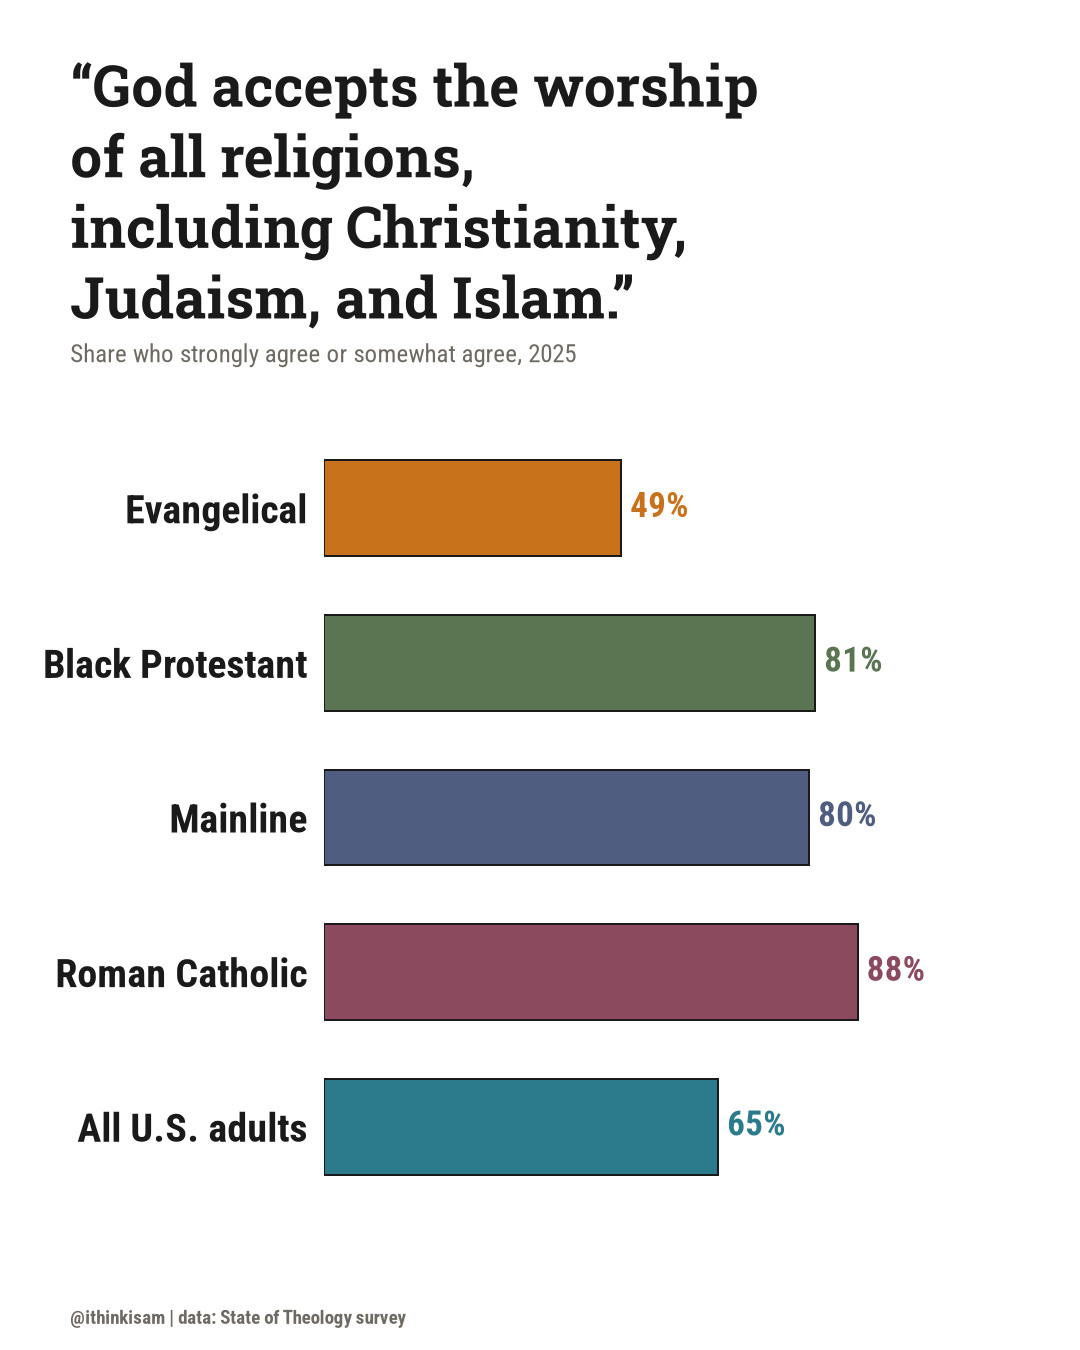 “God accepts the worship
of all religions,
including Christianity,
Judaism, and Islam.”
Share who strongly agree or somewhat agree, 2025
Evangelical 49%
Black Protestant 81%
Mainline 80%
Roman Catholic 88%
All U.S. adults 65%
@ithinkisam | data: State of Theology survey